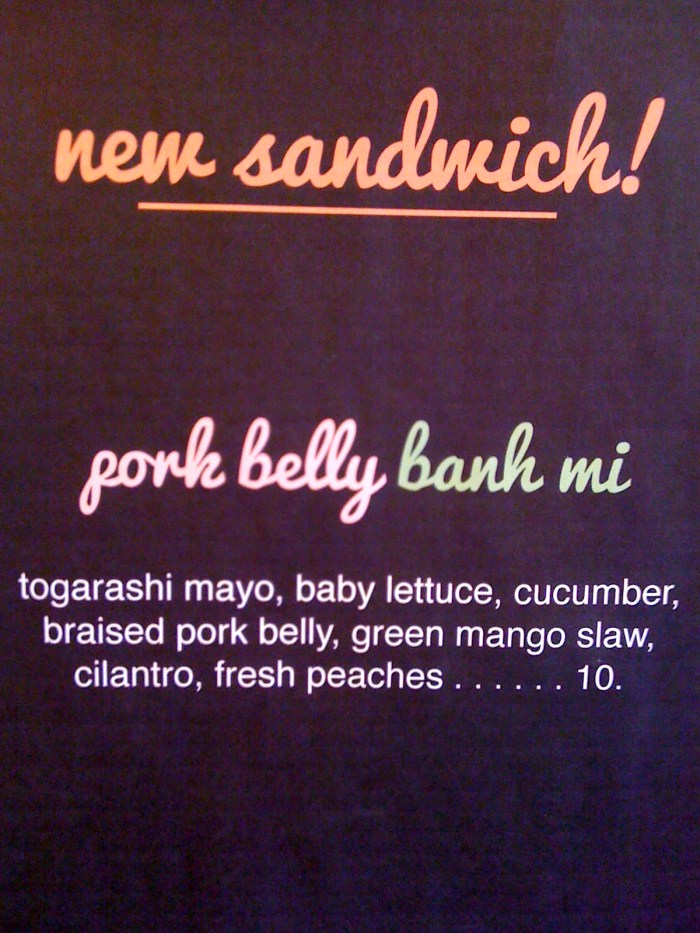 new sandwich!
pork belly banh mi
togarashi mayo, baby lettuce, cucumber,
braised pork belly, green mango slaw,
cilantro, fresh peaches . . . . . . 10.